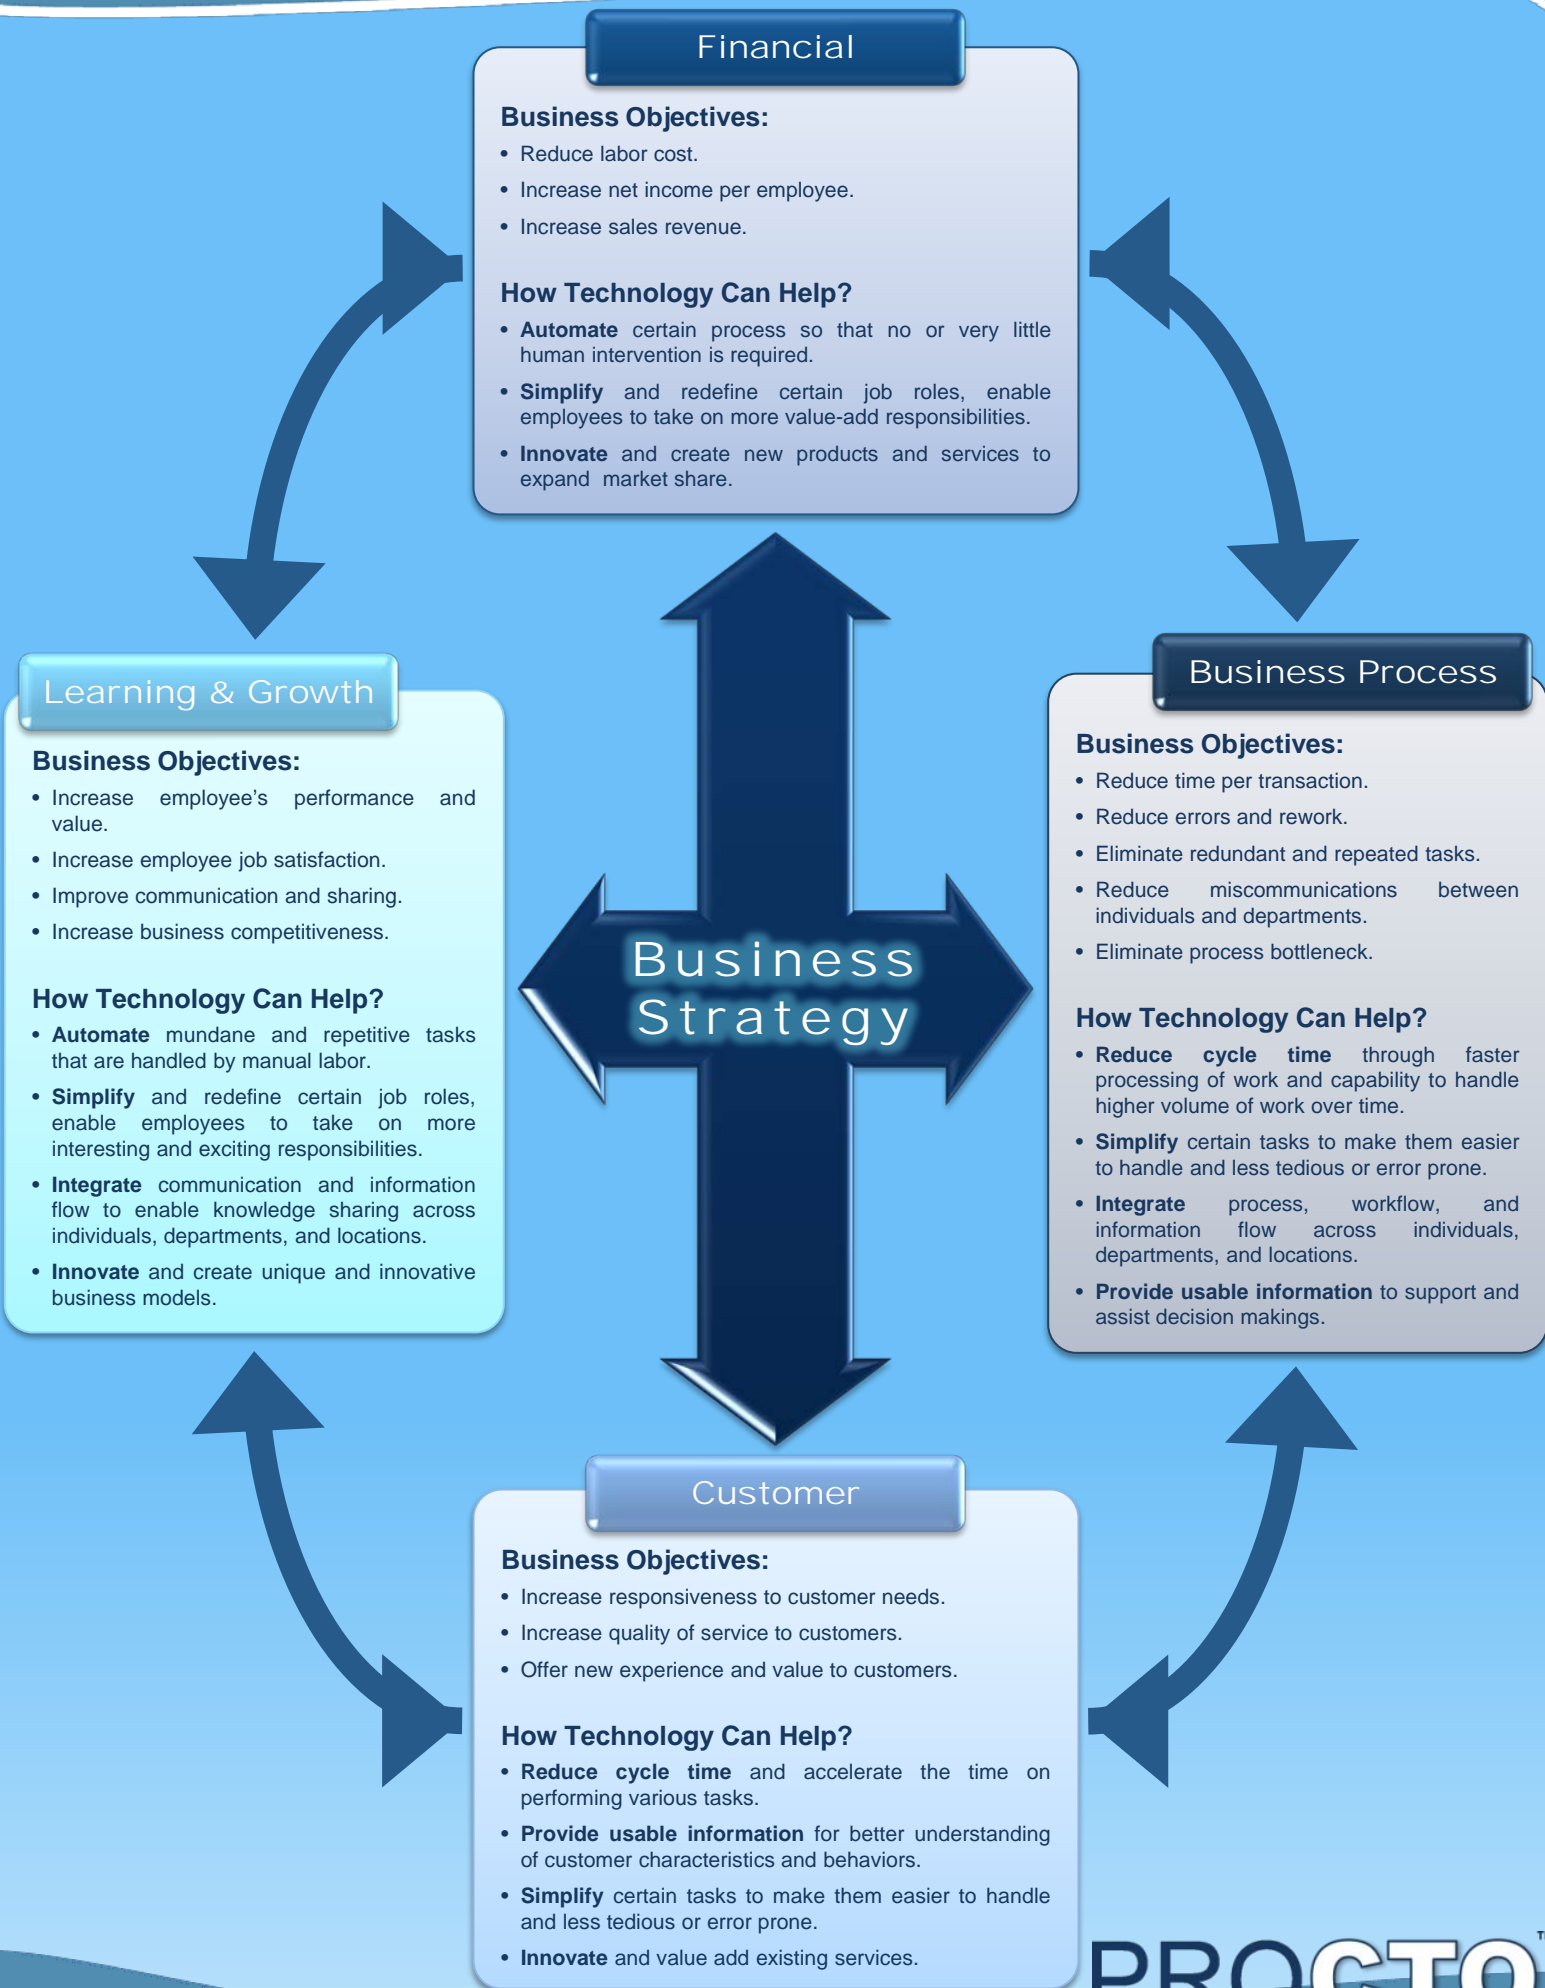 Financial
Business Objectives:
• Reduce labor cost.
• Increase net income per employee.
• Increase sales revenue.
How Technology Can Help?
• Automate certain process so that no or very little
human intervention is required.
• Simplify and redefine certain job roles, enable
employees to take on more value-add responsibilities.
• Innovate and create new products and services to
expand market share.
Learning & Growth
Business Objectives:
• Increase employee's performance and
value.
• Increase employee job satisfaction.
• Improve communication and sharing.
• Increase business competitiveness.
How Technology Can Help?
• Automate mundane and repetitive tasks
that are handled by manual labor.
• Simplify and redefine certain job roles,
enable employees to take on more
interesting and exciting responsibilities.
• Integrate communication and information
flow to enable knowledge sharing across
individuals, departments, and locations.
• Innovate and create unique and innovative
business models.
Business
Strategy
Business Process
Business Objectives:
• Reduce time per transaction.
• Reduce errors and rework.
• Eliminate redundant and repeated tasks.
• Reduce miscommunications between
individuals and departments.
• Eliminate process bottleneck.
How Technology Can Help?
• Reduce cycle time through faster
processing of work and capability to handle
higher volume of work over time.
• Simplify certain tasks to make them easier
to handle and less tedious or error prone.
• Integrate process, workflow, and
information flow across individuals,
departments, and locations.
• Provide usable information to support and
assist decision makings.
Customer
Business Objectives:
• Increase responsiveness to customer needs.
• Increase quality of service to customers.
• Offer new experience and value to customers.
How Technology Can Help?
• Reduce cycle time and accelerate the time on
performing various tasks.
• Provide usable information for better understanding
of customer characteristics and behaviors.
• Simplify certain tasks to make them easier to handle
and less tedious or error prone.
• Innovate and value add existing services.
PROCTO™